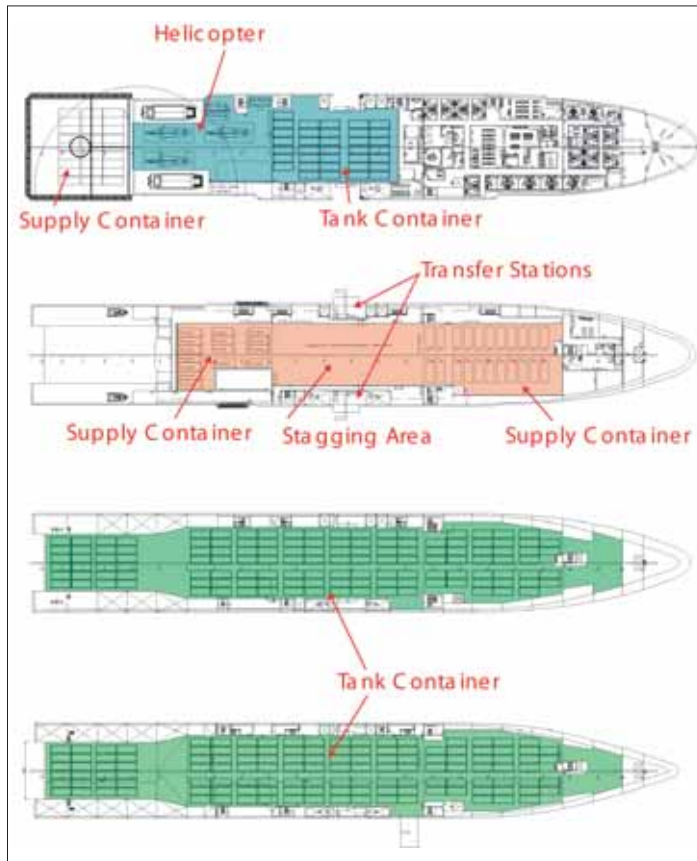 Helicopter
Supply Container
Tank Container
Transfer Stations
Supply Container
Stagging Area
Supply Container
Tank Container